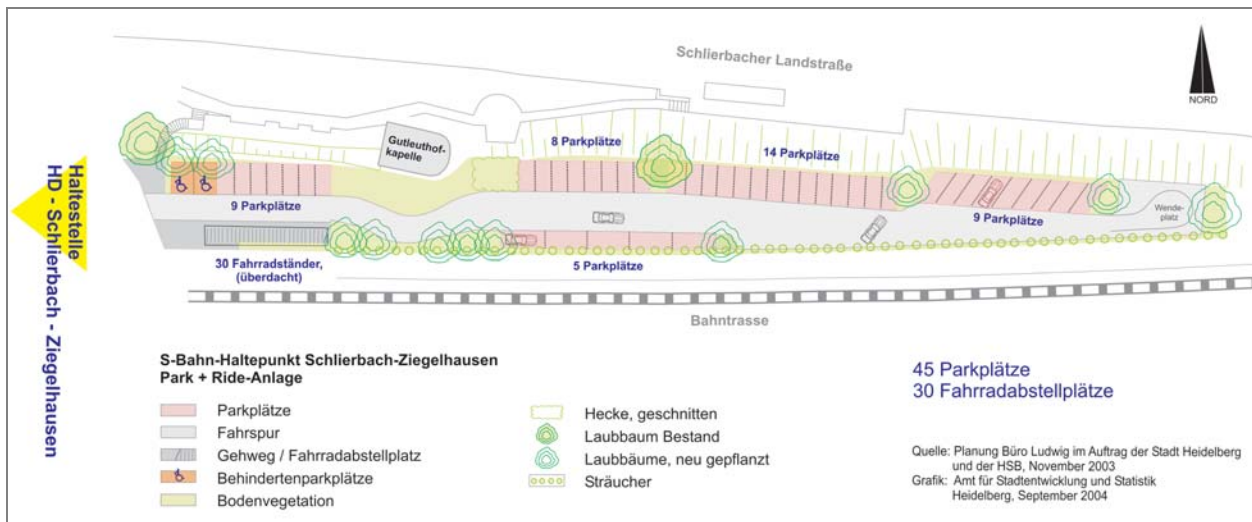 Schlierbacher Landstraße
NORD
Haltestelle
HD - Schlierbach - Ziegelhausen
Gutleuthof-
kapelle
8 Parkplätze
14 Parkplätze
9 Parkplätze
9 Parkplätze
Wende-
platz
30 Fahrradständer,
(überdacht)
5 Parkplätze
Bahntrasse
S-Bahn-Haltepunkt Schlierbach-Ziegelhausen
Park + Ride-Anlage
Parkplätze
Fahrspur
Gehweg / Fahrradabstellplatz
Behindertenparkplätze
Bodenvegetation
Hecke, geschnitten
Laubbaum Bestand
Laubbäume, neu gepflanzt
Sträucher
45 Parkplätze
30 Fahrradabstellplätze
Quelle: Planung Büro Ludwig im Auftrag der Stadt Heidelberg
und der HSB, November 2003
Grafik: Amt für Stadtentwicklung und Statistik
Heidelberg, September 2004